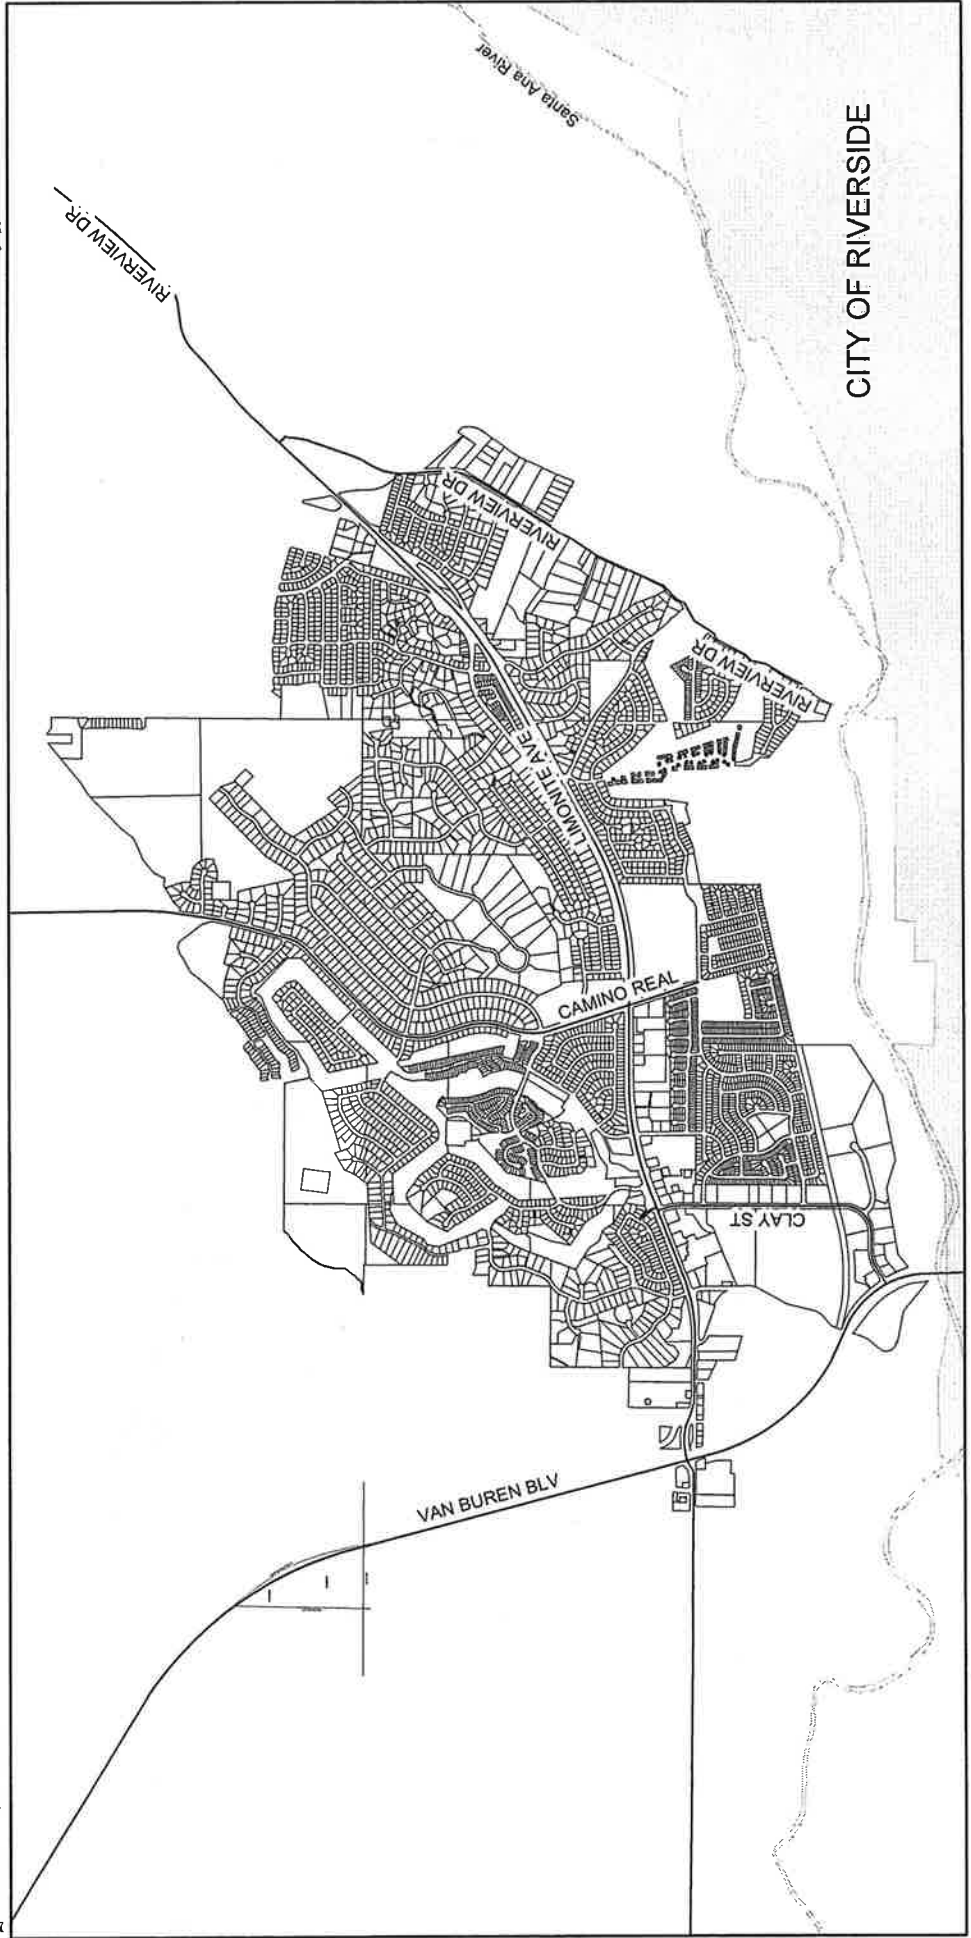 Santa Ana River
RIVERVIEW DR
CITY OF RIVERSIDE
RIVERVIEW DR
RIVERVIEW DR
LIMONITE AVE
CAMINO REAL
CLAY ST
VAN BUREN BLV